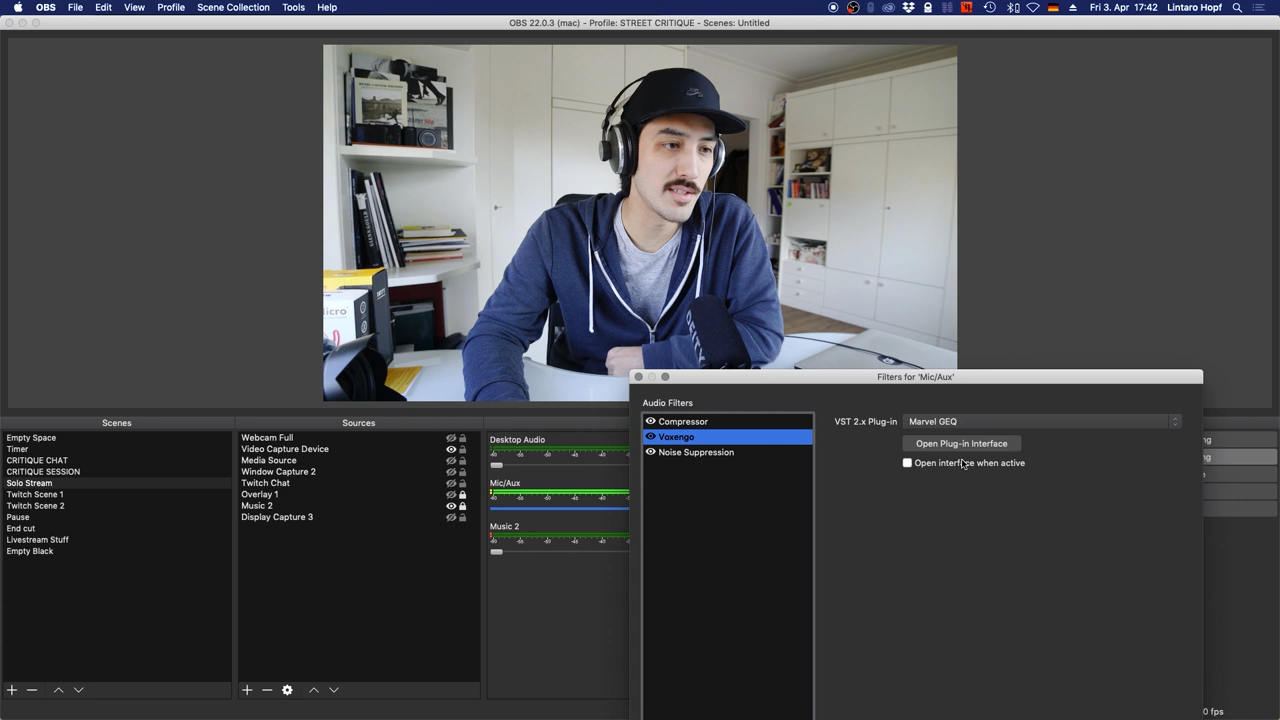 OBS File Edit View Profile Scene Collection Tools Help Fri 3. Apr 17:42 Lintaro Hopf
OBS 22.0.3 (mac) - Profile: STREET CRITIQUE - Scenes: Untitled
DEITY
Filters for 'Mic/Aux'
Audio Filters
Compressor
Voxengo
Noise Suppression
VST 2.x Plug-in Marvel GEQ
Open Plug-in Interface
Open interface when active
Scenes
Empty Space
Timer
CRITIQUE CHAT
CRITIQUE SESSION
Solo Stream
Twitch Scene 1
Twitch Scene 2
Pause
End cut
Livestream Stuff
Empty Black
Sources
Webcam Full
Video Capture Device
Media Source
Window Capture 2
Twitch Chat
Overlay 1
Music 2
Display Capture 3
Desktop Audio
Mic/Aux
Music 2
ng
ng
0 fps